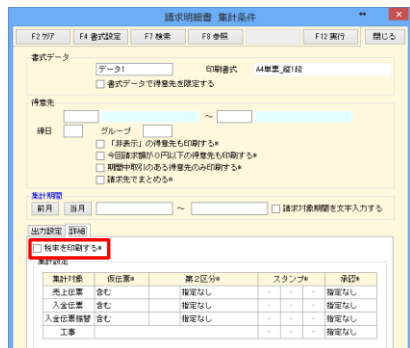 請求明細書 集計条件
F2 ｸﾘｱ F4 書式設定 F7 検索 F8 参照 F12 実行 閉じる
書式データ
データ1 印刷書式 A4単票_縦1段
書式データで得意先を限定する
得意先
～
締日 グループ
「非表示」の得意先も印刷する*
今回請求額が0円以下の得意先も印刷する*
期間中取引のある得意先のみ印刷する*
請求先でまとめる*
集計期間
前月 当月 ～ 請求対象期間を文字入力する
出力設定 詳細
税率を印刷する*
集計設定
集計対象 仮伝票* 第2区分* スタンプ* 承認*
売上伝票 含む 指定なし - - - 指定なし
入金伝票 含む 指定なし - - - 指定なし
入金伝票振替 含む 指定なし - - - 指定なし
工事 - - - 指定なし